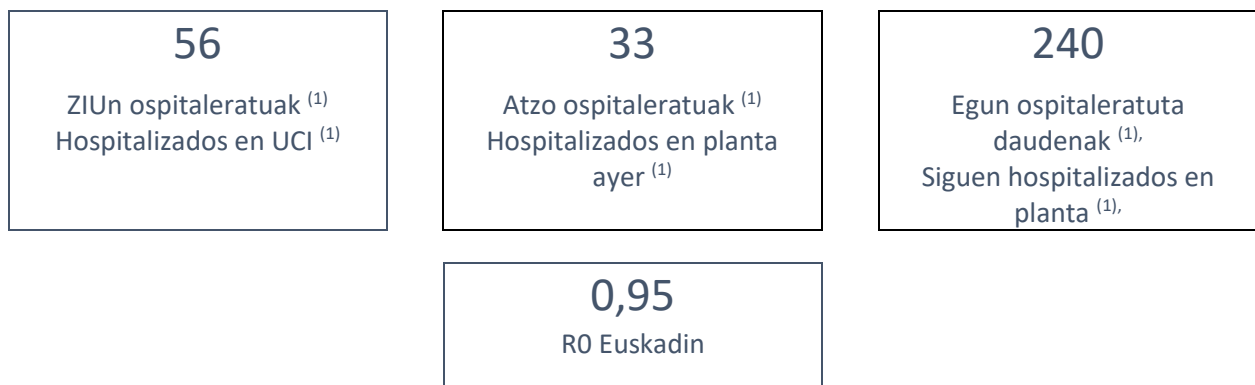 56
ZIUn ospitaleratuak (1)
Hospitalizados en UCI (1)
33
Atzo ospitaleratuak (1)
Hospitalizados en planta
ayer (1)
240
Egun ospitaleratuta
daudenak (1),
Siguen hospitalizados en
planta (1),
0,95
R0 Euskadin